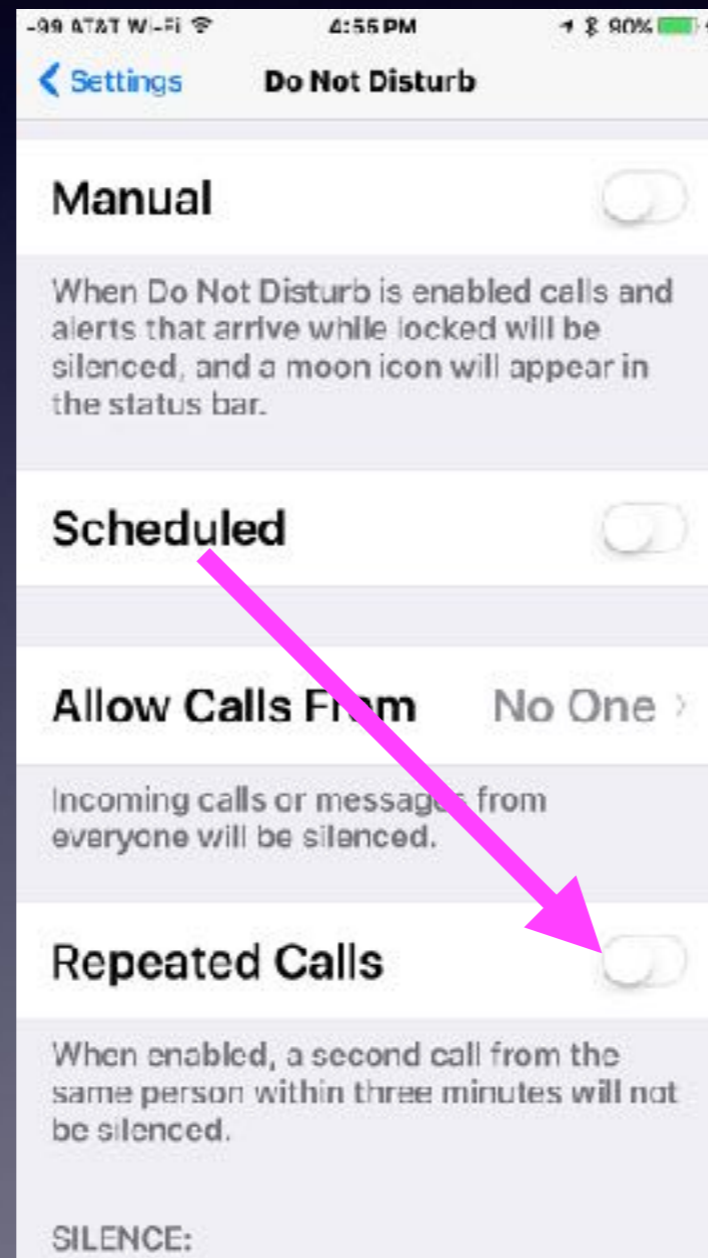 -99 AT&T Wi-Fi 4:55 PM 90%
Settings Do Not Disturb
Manual
When Do Not Disturb is enabled calls and
alerts that arrive while locked will be
silenced, and a moon icon will appear in
the status bar.
Scheduled
Allow Calls From No One
Incoming calls or messages from
everyone will be silenced.
Repeated Calls
When enabled, a second call from the
same person within three minutes will not
be silenced.
SILENCE: